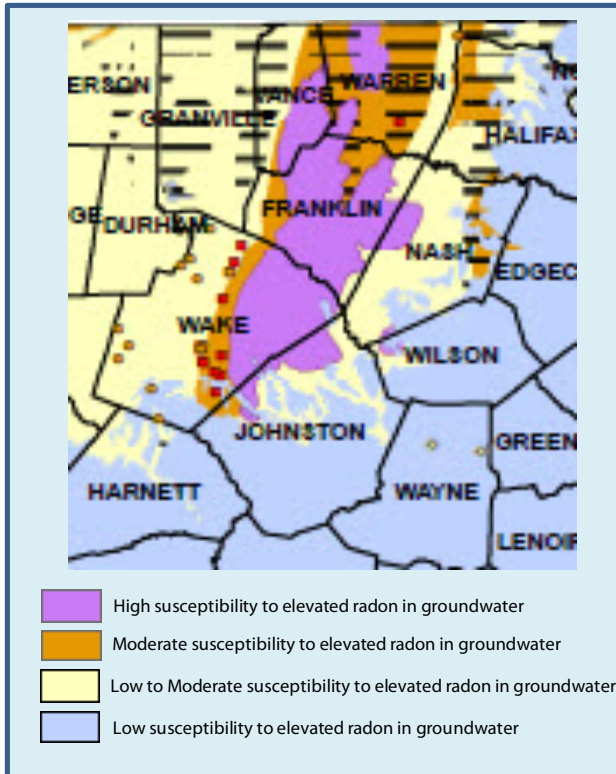 ERSON
VANCE
WARREN
NO
GRANVILLE
HALIFAX
GE
DURHAM
FRANKLIN
NASH
EDGEC
WAKE
WILSON
JOHNSTON
GREEN
HARNETT
WAYNE
LENOIR
High susceptibility to elevated radon in groundwater
Moderate susceptibility to elevated radon in groundwater
Low to Moderate susceptibility to elevated radon in groundwater
Low susceptibility to elevated radon in groundwater